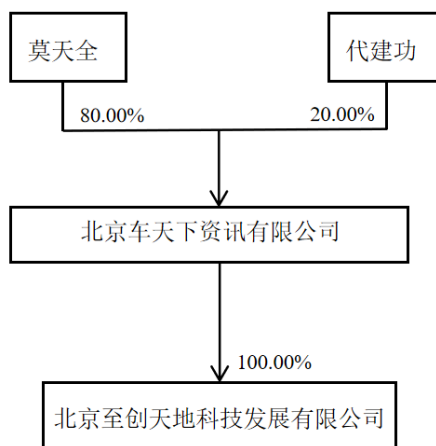 莫天全
代建功
80.00%
20.00%
北京车天下资讯有限公司
100.00%
北京至创天地科技发展有限公司